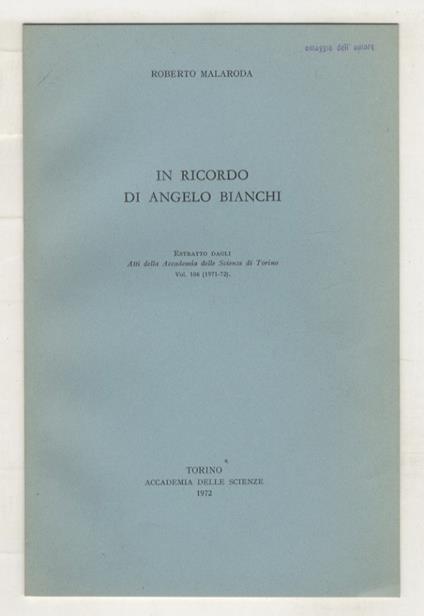 omaggio dell' autore
ROBERTO MALARODA
IN RICORDO
DI ANGELO BIANCHI
ESTRATTO DAGLI
Atti della Accademia delle Scienze di Torino
Vol. 106 (1971-72).
TORINO
ACCADEMIA DELLE SCIENZE
1972